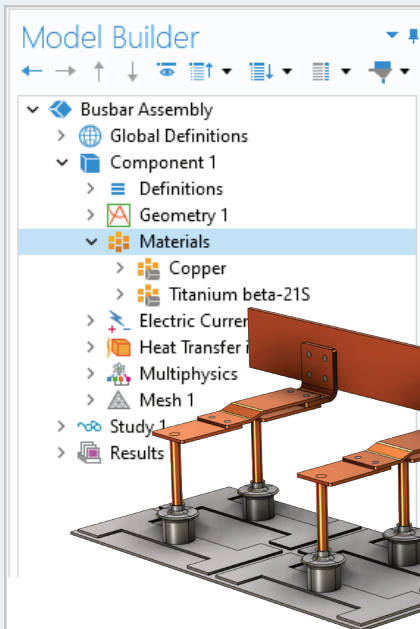 Model Builder
Busbar Assembly
Global Definitions
Component 1
Definitions
Geometry 1
Materials
Copper
Titanium beta-21S
Electric
Heat Transfer
Multiphysics
Mesh 1
Study 1
Results